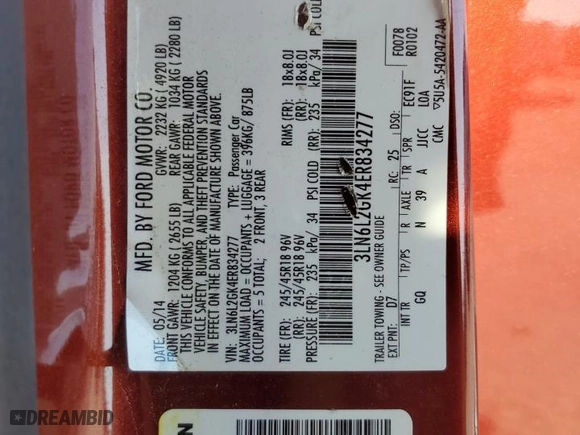 MFD. BY FORD MOTOR CO.
DATE: 05/14 GVWR: 2232 KG ( 4920 LB)
FRONT GAWR: 1204 KG ( 2655 LB) REAR GAWR: 1034 KG ( 2280 LB)
THIS VEHICLE CONFORMS TO ALL APPLICABLE FEDERAL MOTOR
VEHICLE SAFETY, BUMPER, AND THEFT PREVENTION STANDARDS
IN EFFECT ON THE DATE OF MANUFACTURE SHOWN ABOVE.
VIN: 3LN6L2GK4ER834277 TYPE: Passenger Car
MAXIMUM LOAD = OCCUPANTS + LUGGAGE = 396KG/ 875LB
OCCUPANTS = 5 TOTAL: 2 FRONT, 3 REAR
TIRE (FR): 245/45R18 96V RIMS (FR): 18x8.0J
(RR): 245/45R18 96V (RR): 18x8.0J
PRESSURE (FR): 235 kPa/ 34 PSI COLD (RR): 235 kPa/ 34 PSI COLD
3LN6L2GK4ER834277
TRAILER TOWING - SEE OWNER GUIDE
F0078
R0102
EXT PNT: D7 RC: 25 DSO: EC91F
INT TR TP/PS R AXLE TR SPR LOA
GQ N 39 A JJCC CMC
5U5A-5420472-AA
N
DREAMBID